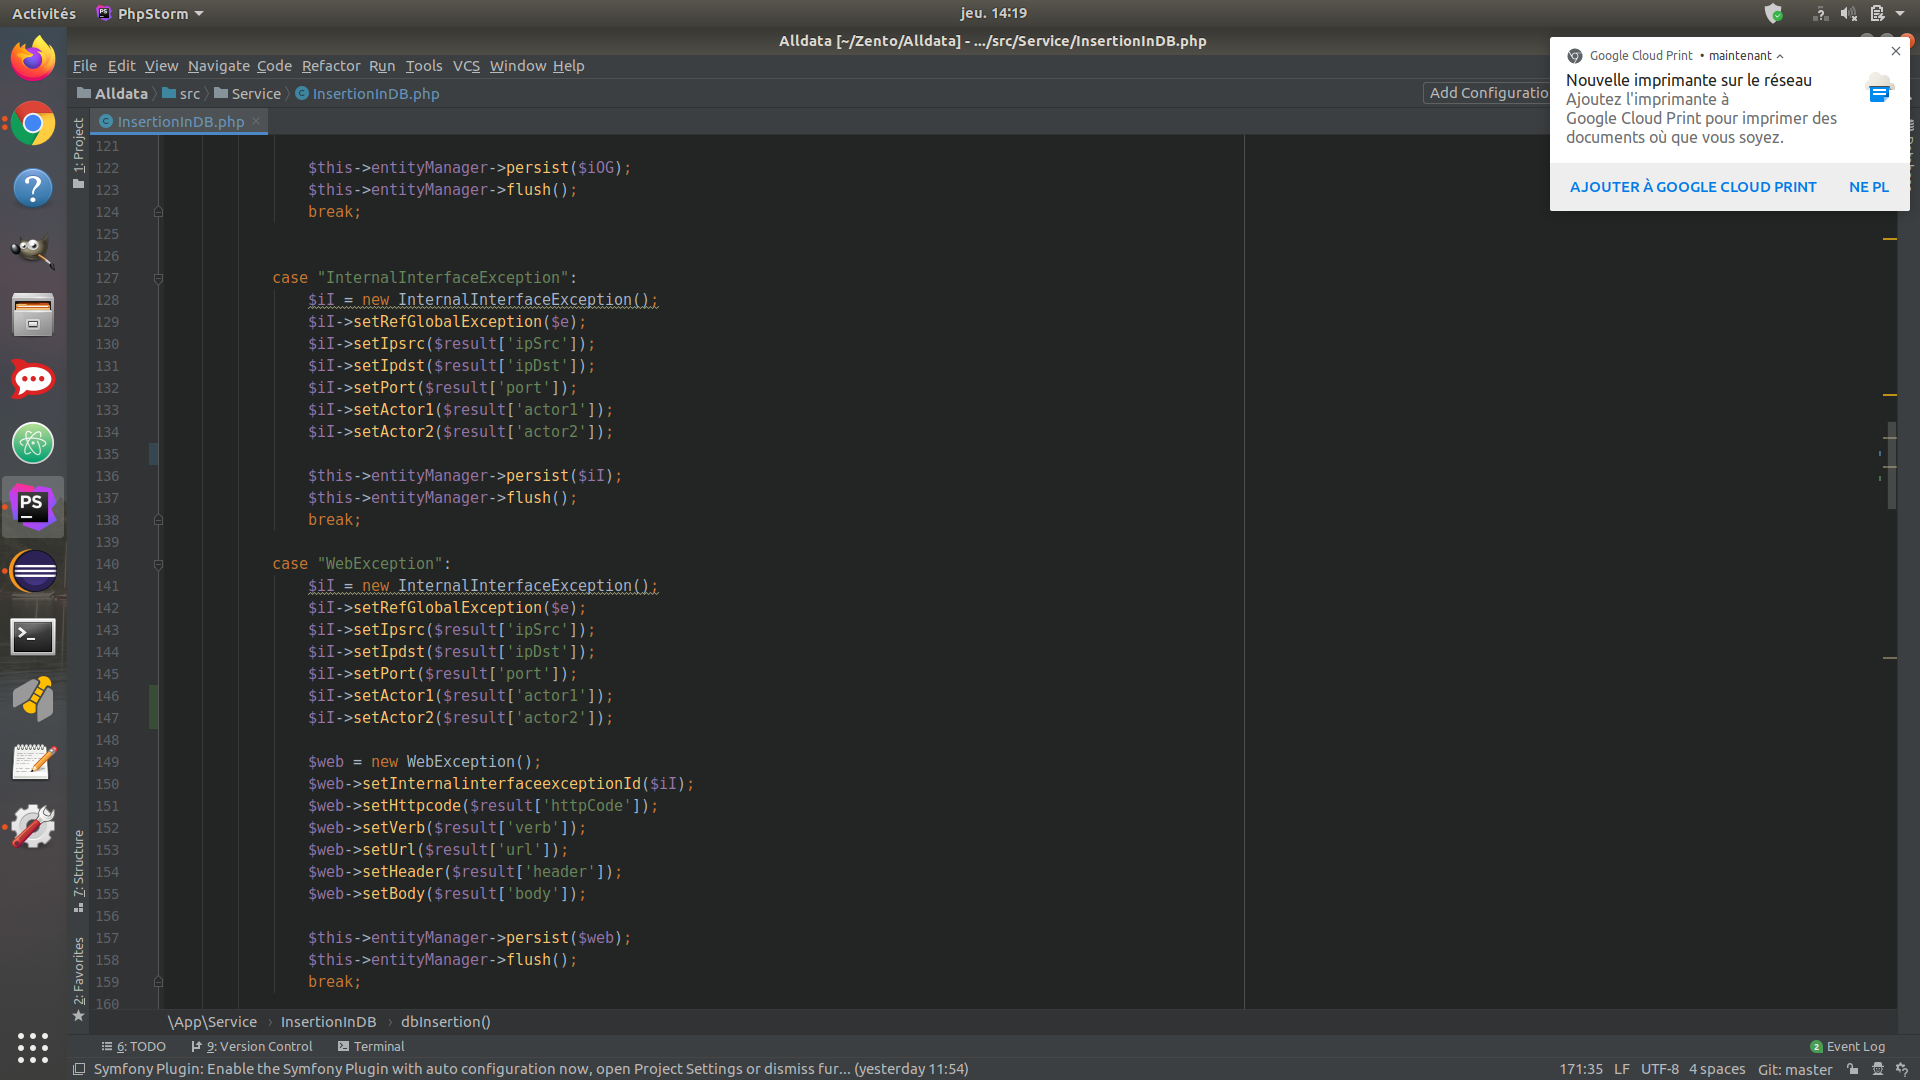 Activités PhpStorm jeu. 14:19
Alldata [~/Zento/Alldata] - .../src/Service/InsertionInDB.php
File Edit View Navigate Code Refactor Run Tools VCS Window Help
Alldata src Service InsertionInDB.php Add Configuratio
InsertionInDB.php
Google Cloud Print • maintenant
Nouvelle imprimante sur le réseau
Ajoutez l'imprimante à
Google Cloud Print pour imprimer des
documents où que vous soyez.
AJOUTER À GOOGLE CLOUD PRINT NE PL
1: Project
7: Structure
2: Favorites
121
122 $this->entityManager->persist($iOG);
123 $this->entityManager->flush();
124 break;
125
126
127 case "InternalInterfaceException":
128 $iI = new InternalInterfaceException();
129 $iI->setRefGlobalException($e);
130 $iI->setIpsrc($result['ipSrc']);
131 $iI->setIpdst($result['ipDst']);
132 $iI->setPort($result['port']);
133 $iI->setActor1($result['actor1']);
134 $iI->setActor2($result['actor2']);
135
136 $this->entityManager->persist($iI);
137 $this->entityManager->flush();
138 break;
139
140 case "WebException":
141 $iI = new InternalInterfaceException();
142 $iI->setRefGlobalException($e);
143 $iI->setIpsrc($result['ipSrc']);
144 $iI->setIpdst($result['ipDst']);
145 $iI->setPort($result['port']);
146 $iI->setActor1($result['actor1']);
147 $iI->setActor2($result['actor2']);
148
149 $web = new WebException();
150 $web->setInternalinterfaceexceptionId($iI);
151 $web->setHttpcode($result['httpCode']);
152 $web->setVerb($result['verb']);
153 $web->setUrl($result['url']);
154 $web->setHeader($result['header']);
155 $web->setBody($result['body']);
156
157 $this->entityManager->persist($web);
158 $this->entityManager->flush();
159 break;
160
\App\Service › InsertionInDB › dbInsertion()
6: TODO 9: Version Control Terminal 2 Event Log
Symfony Plugin: Enable the Symfony Plugin with auto configuration now, open Project Settings or dismiss fur... (yesterday 11:54) 171:35 LF UTF-8 4 spaces Git: master
PS